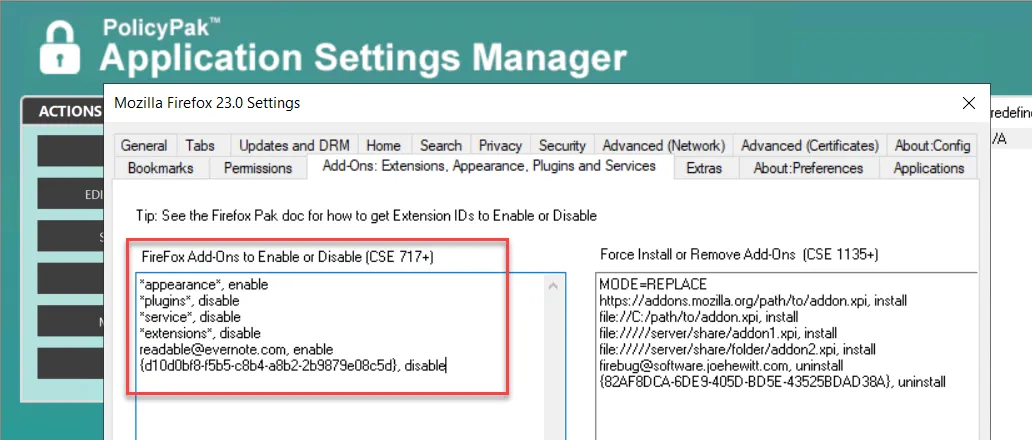 PolicyPak™
Application Settings Manager
ACTIONS
EDI
Mozilla Firefox 23.0 Settings
redefine
/A
General Tabs Updates and DRM Home Search Privacy Security Advanced (Network) Advanced (Certificates) About:Config
Bookmarks Permissions Add-Ons: Extensions, Appearance, Plugins and Services Extras About:Preferences Applications
Tip: See the Firefox Pak doc for how to get Extension IDs to Enable or Disable
FireFox Add-Ons to Enable or Disable (CSE 717+)
*appearance*, enable
*plugins*, disable
*service*, disable
*extensions*, disable
readable@evernote.com, enable
{d10d0bf8-f5b5-c8b4-a8b2-2b9879e08c5d}, disable
Force Install or Remove Add-Ons (CSE 1135+)
MODE=REPLACE
https://addons.mozilla.org/path/to/addon.xpi, install
file://C:/path/to/addon.xpi, install
file://///server/share/addon1.xpi, install
file://///server/share/folder/addon2.xpi, install
firebug@software.joehewitt.com, uninstall
{82AF8DCA-6DE9-405D-BD5E-43525BDAD38A}, uninstall